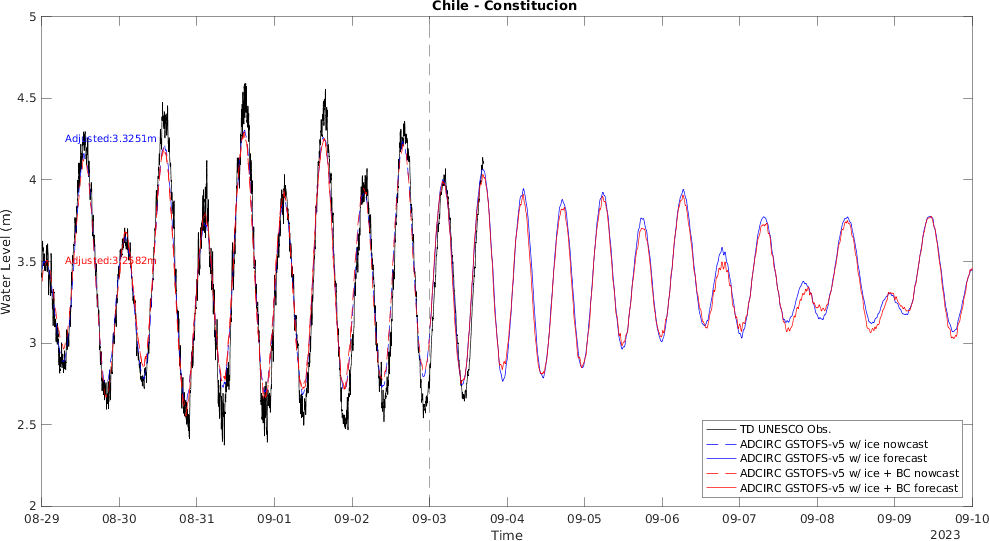 Chile - Constitucion
5
4.5
4
3.5
3
2.5
2
Water Level (m)
Adjusted:3.3251m
Adjusted:3.2582m
TD UNESCO Obs.
ADCIRC GSTOFS-v5 w/ ice nowcast
ADCIRC GSTOFS-v5 w/ ice forecast
ADCIRC GSTOFS-v5 w/ ice + BC nowcast
ADCIRC GSTOFS-v5 w/ ice + BC forecast
08-29 08-30 08-31 09-01 09-02 09-03 09-04 09-05 09-06 09-07 09-08 09-09 09-10
Time
2023